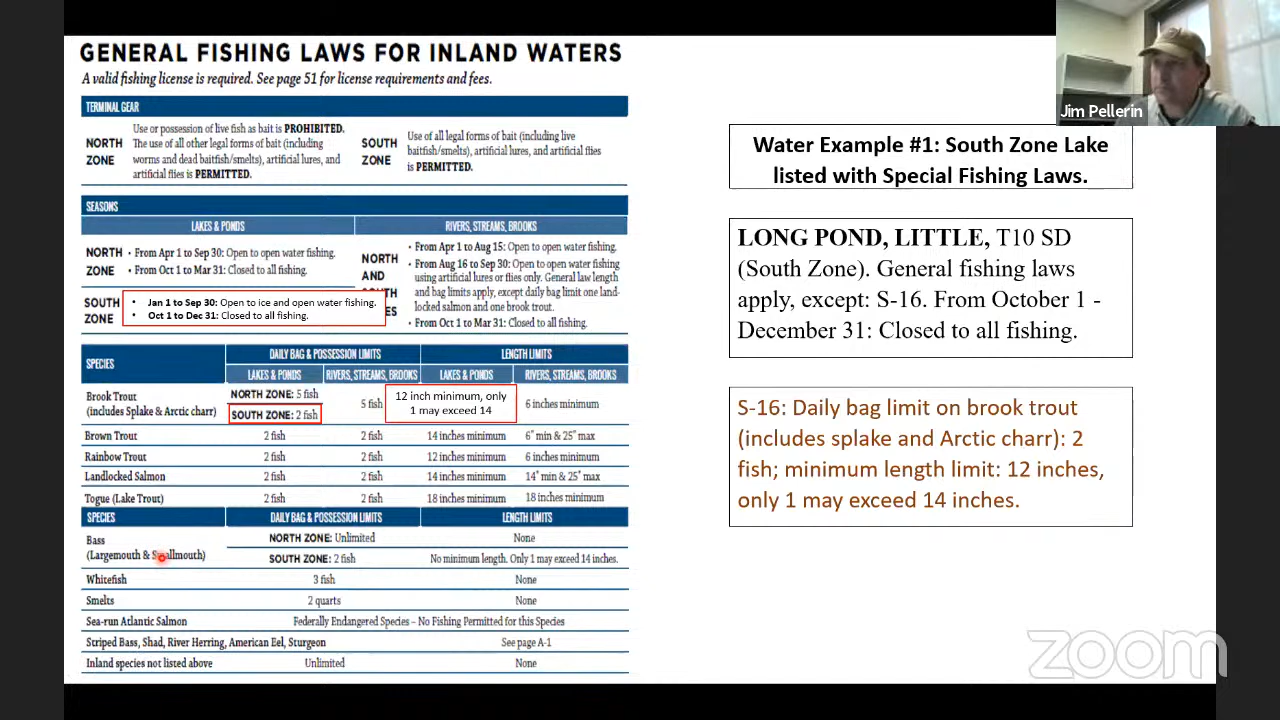 GENERAL FISHING LAWS FOR INLAND WATERS
A valid fishing license is required. See page 51 for license requirements and fees.
TERMINAL GEAR
NORTH ZONE
Use or possession of live fish as bait is PROHIBITED.
The use of all other legal forms of bait (including
worms and dead baitfish/smelts), artificial lures, and
artificial flies is PERMITTED.
SOUTH ZONE
Use of all legal forms of bait (including live
baitfish/smelts), artificial lures, and artificial flies
is PERMITTED.
SEASONS
LAKES & PONDS RIVERS, STREAMS, BROOKS
NORTH ZONE
• From Apr 1 to Sep 30: Open to open water fishing.
• From Oct 1 to Mar 31: Closed to all fishing.
SOUTH ZONE
• Jan 1 to Sep 30: Open to ice and open water fishing.
• Oct 1 to Dec 31: Closed to all fishing.
NORTH
AND
• From Apr 1 to Aug 15: Open to open water fishing.
• From Aug 16 to Sep 30: Open to open water fishing
using artificial lures or flies only. General law length
and bag limits apply, except daily bag limit one land-
locked salmon and one brook trout.
• From Oct 1 to Mar 31: Closed to all fishing.
SPECIES DAILY BAG & POSSESSION LIMITS LENGTH LIMITS
LAKES & PONDS RIVERS, STREAMS, BROOKS LAKES & PONDS RIVERS, STREAMS, BROOKS
Brook Trout
(includes Splake & Arctic charr)
NORTH ZONE: 5 fish
SOUTH ZONE: 2 fish
5 fish
12 inch minimum, only
1 may exceed 14
6 inches minimum
Brown Trout 2 fish 2 fish 14 inches minimum 6" min & 25" max
Rainbow Trout 2 fish 2 fish 12 inches minimum 6 inches minimum
Landlocked Salmon 2 fish 2 fish 14 inches minimum 14" min & 25" max
Togue (Lake Trout) 2 fish 2 fish 18 inches minimum 18 inches minimum
SPECIES DAILY BAG & POSSESSION LIMITS LENGTH LIMITS
Bass
(Largemouth & Smallmouth)
NORTH ZONE: Unlimited None
SOUTH ZONE: 2 fish No minimum length. Only 1 may exceed 14 inches.
Whitefish 3 fish None
Smelts 2 quarts None
Sea-run Atlantic Salmon Federally Endangered Species – No Fishing Permitted for this Species
Striped Bass, Shad, River Herring, American Eel, Sturgeon See page A-1
Inland species not listed above Unlimited None
Jim Pellerin
Water Example #1: South Zone Lake
listed with Special Fishing Laws.
LONG POND, LITTLE, T10 SD
(South Zone). General fishing laws
apply, except: S-16. From October 1 -
December 31: Closed to all fishing.
S-16: Daily bag limit on brook trout
(includes splake and Arctic charr): 2
fish; minimum length limit: 12 inches,
only 1 may exceed 14 inches.
zoom